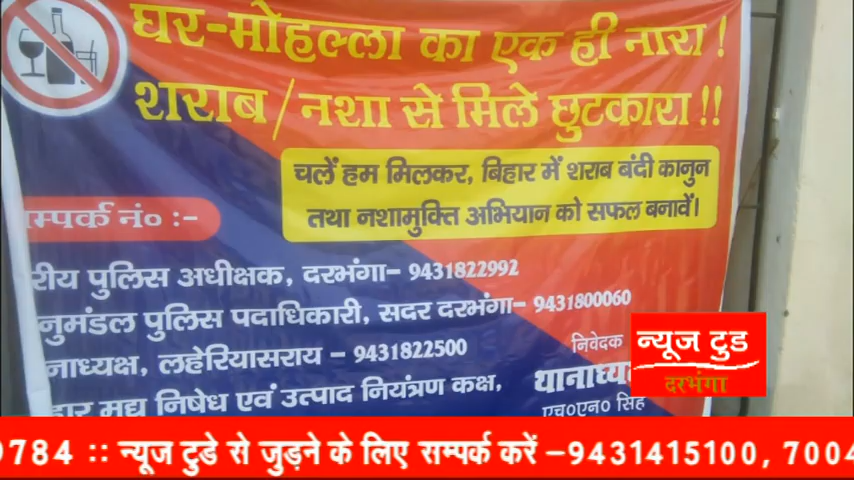 घर-मोहल्ला का एक ही नारा !
शराब / नशा से मिले छुटकारा !!
चलें हम मिलकर, बिहार में शराब बंदी कानुन
तथा नशामुक्ति अभियान को सफल बनावें।
म्पर्क नं० :-
रीय पुलिस अधीक्षक, दरभंगा– 9431822992
नुमंडल पुलिस पदाधिकारी, सदर दरभंगा– 9431800060
नाध्यक्ष, लहेरियासराय – 9431822500
हार मद्य निषेध एवं उत्पाद नियंत्रण कक्ष,
निवेदक
थानाध्य
एच०एन० सिंह
न्यूज टुड
दरभंगा
9784 :: न्यूज टुडे से जुड़ने के लिए सम्पर्क करें –9431415100, 7004